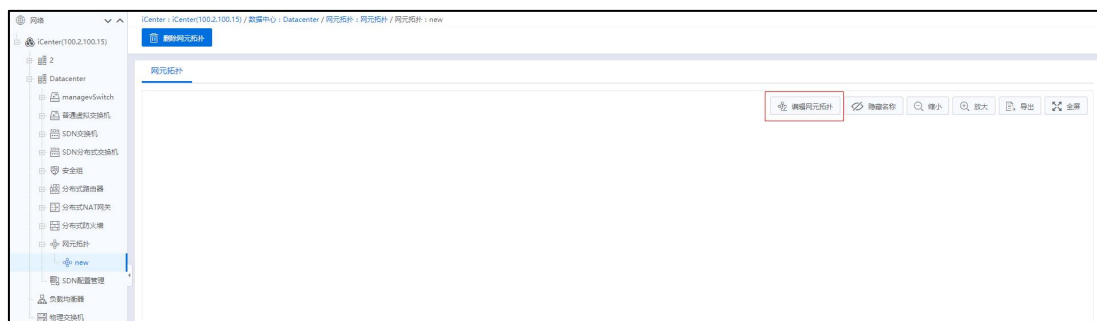 网络
iCenter：iCenter(100.2.100.15) / 数据中心：Datacenter / 网元拓扑：网元拓扑 / 网元拓扑：new
iCenter(100.2.100.15)
删除网元拓扑
2
网元拓扑
Datacenter
managevSwitch
编辑网元拓扑 隐藏名称 缩小 放大 导出 全屏
普通虚拟交换机
SDN交换机
SDN分布式交换机
安全组
分布式路由器
分布式NAT网关
分布式防火墙
网元拓扑
new
SDN配置管理
负载均衡器
物理交换机